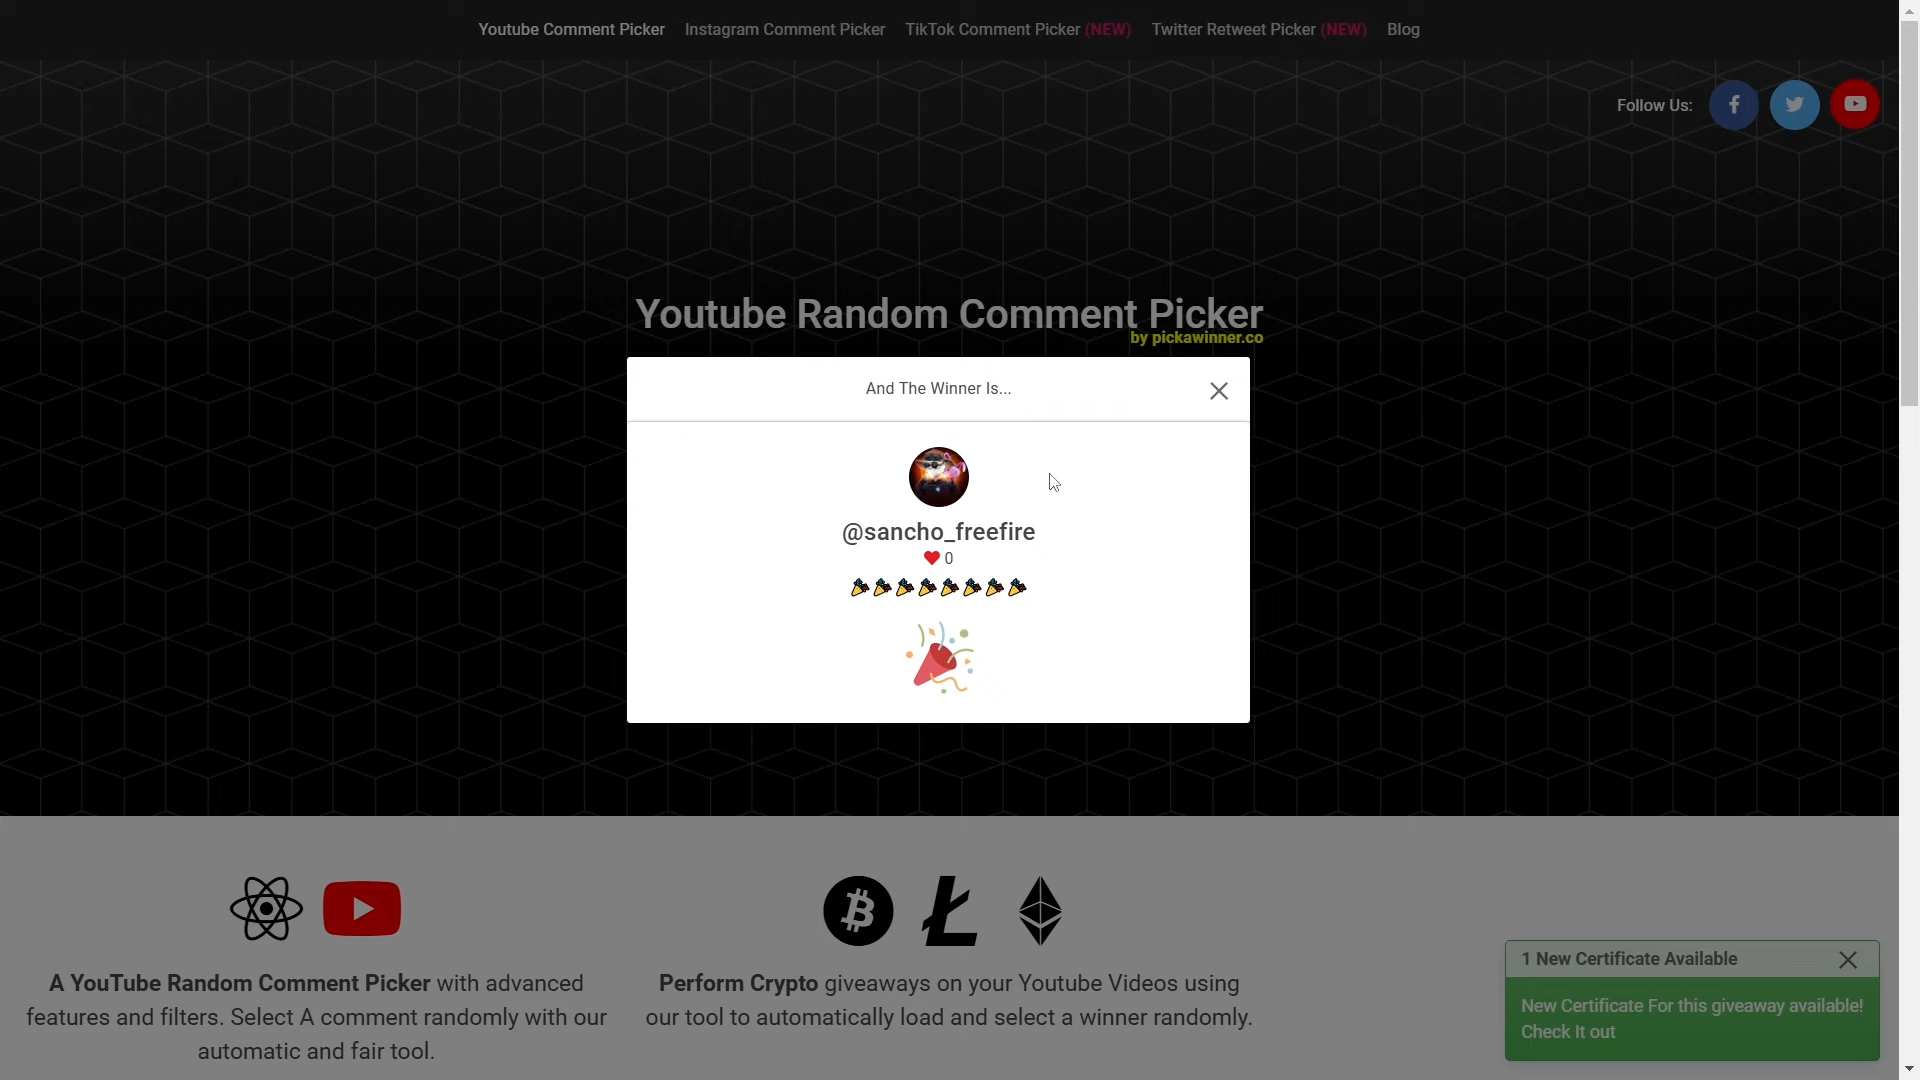 Youtube Comment Picker Instagram Comment Picker TikTok Comment Picker (NEW) Twitter Retweet Picker (NEW) Blog
Follow Us:
Youtube Random Comment Picker
by pickawinner.co
And The Winner Is...
@sancho_freefire
0
A YouTube Random Comment Picker with advanced
features and filters. Select A comment randomly with our
automatic and fair tool.
Perform Crypto giveaways on your Youtube Videos using
our tool to automatically load and select a winner randomly.
1 New Certificate Available
New Certificate For this giveaway available!
Check It out